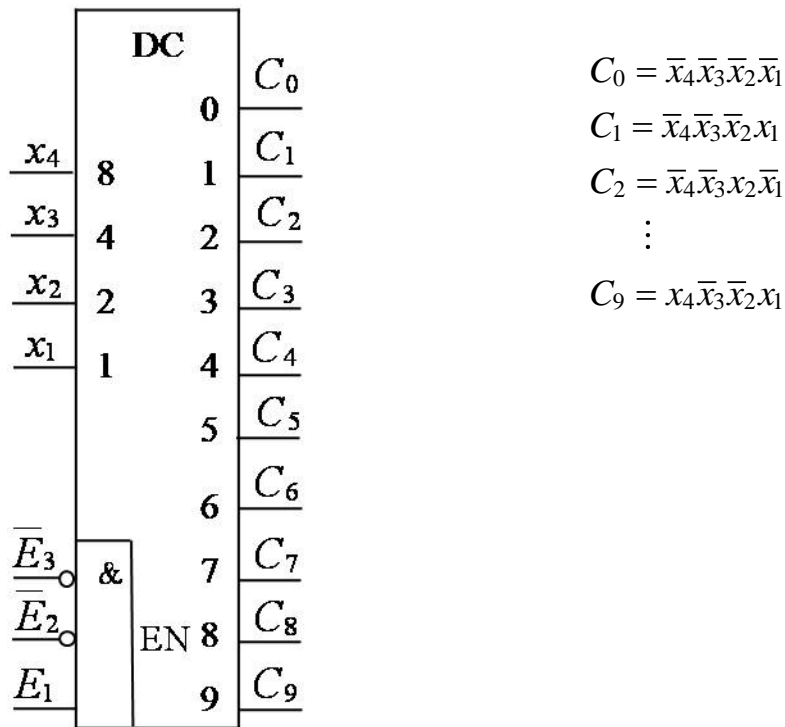 DC
C₀
0
x₄
8
1
C₁
x₃
4
2
C₂
x₂
2
3
C₃
x₁
1
4
C₄
5
C₅
6
C₆
E̅₃
&
7
C₇
E̅₂
EN
8
C₈
E₁
9
C₉
C₀ = x̅₄x̅₃x̅₂x̅₁
C₁ = x̅₄x̅₃x̅₂x₁
C₂ = x̅₄x̅₃x₂x̅₁
⋮
C₉ = x₄x̅₃x̅₂x₁